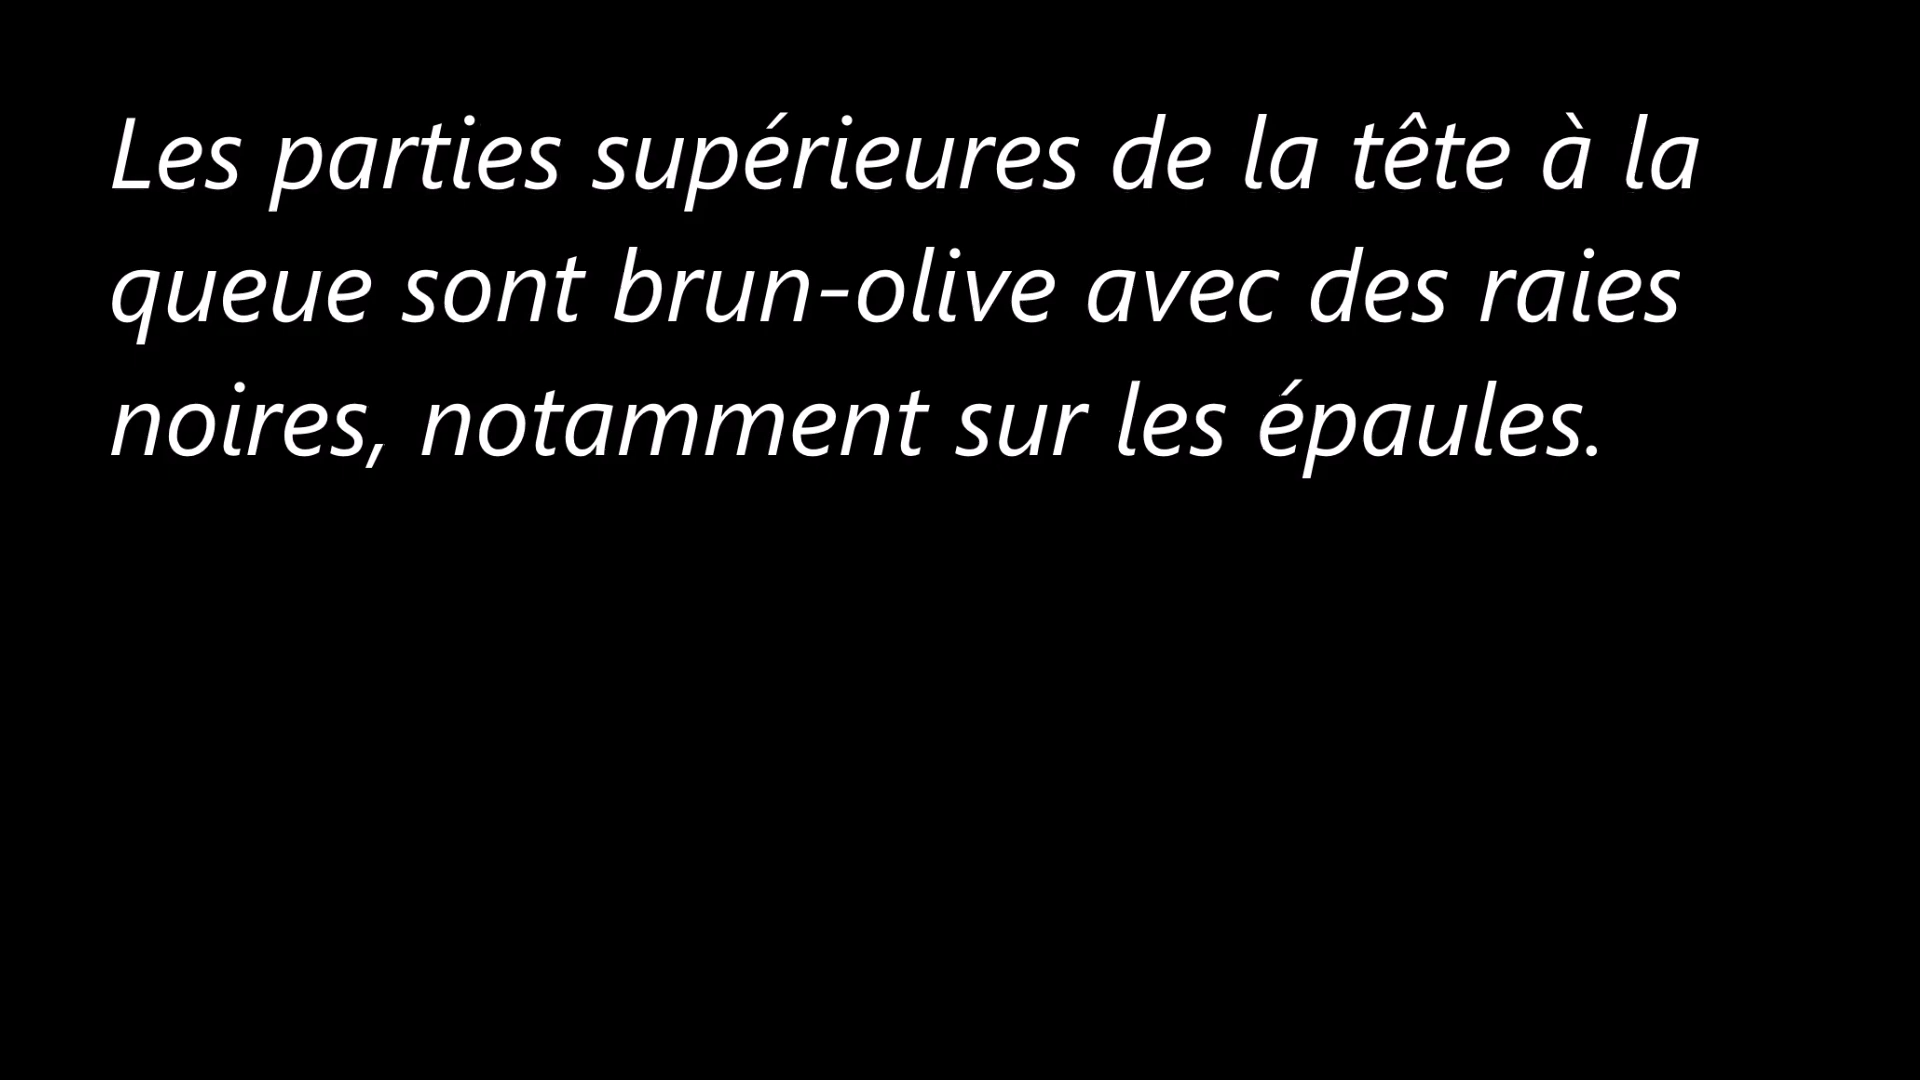 Les parties supérieures de la tête à la
queue sont brun-olive avec des raies
noires, notamment sur les épaules.